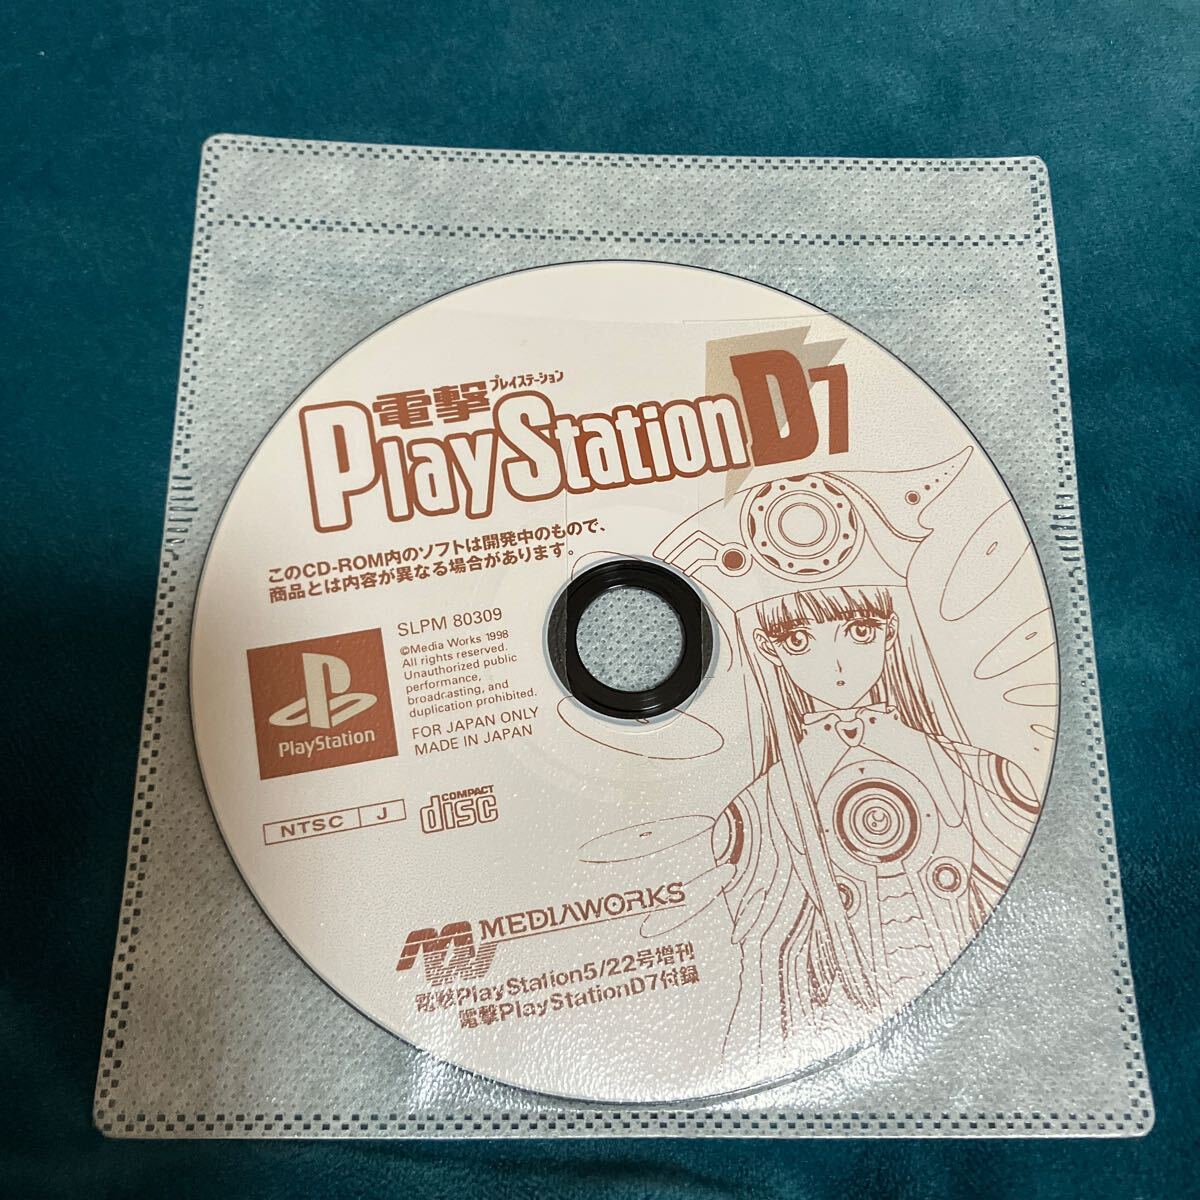 電撃プレイステーション
PlayStation D7
このCD-ROM内のソフトは開発中のもので、
商品とは内容が異なる場合があります。
SLPM 80309
©Media Works 1998
All rights reserved.
Unauthorized public
performance,
broadcasting, and
duplication prohibited.
FOR JAPAN ONLY
MADE IN JAPAN
PlayStation
NTSC J
COMPACT
disc
MEDIAWORKS
電撃PlayStation5/22号増刊
電撃PlayStationD7付録